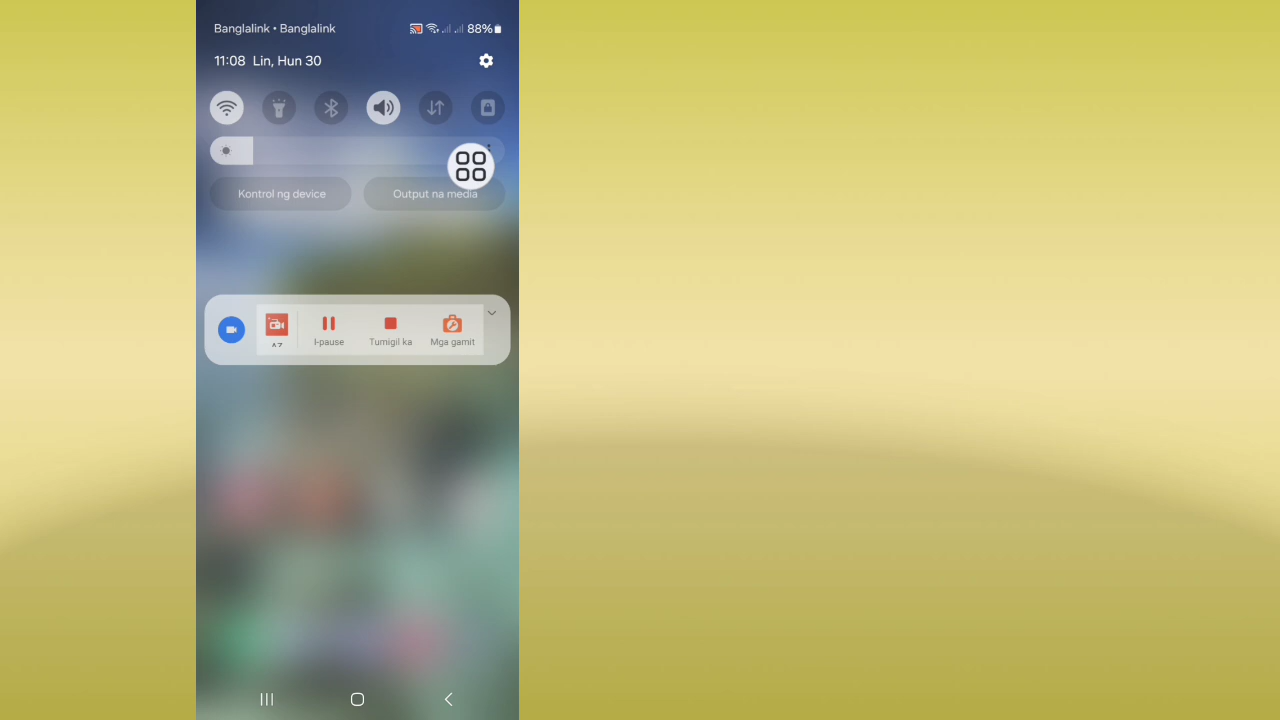 Banglalink • Banglalink 88%
11:08 Lin, Hun 30
Kontrol ng device Output na media
I-pause Tumigil ka Mga gamit